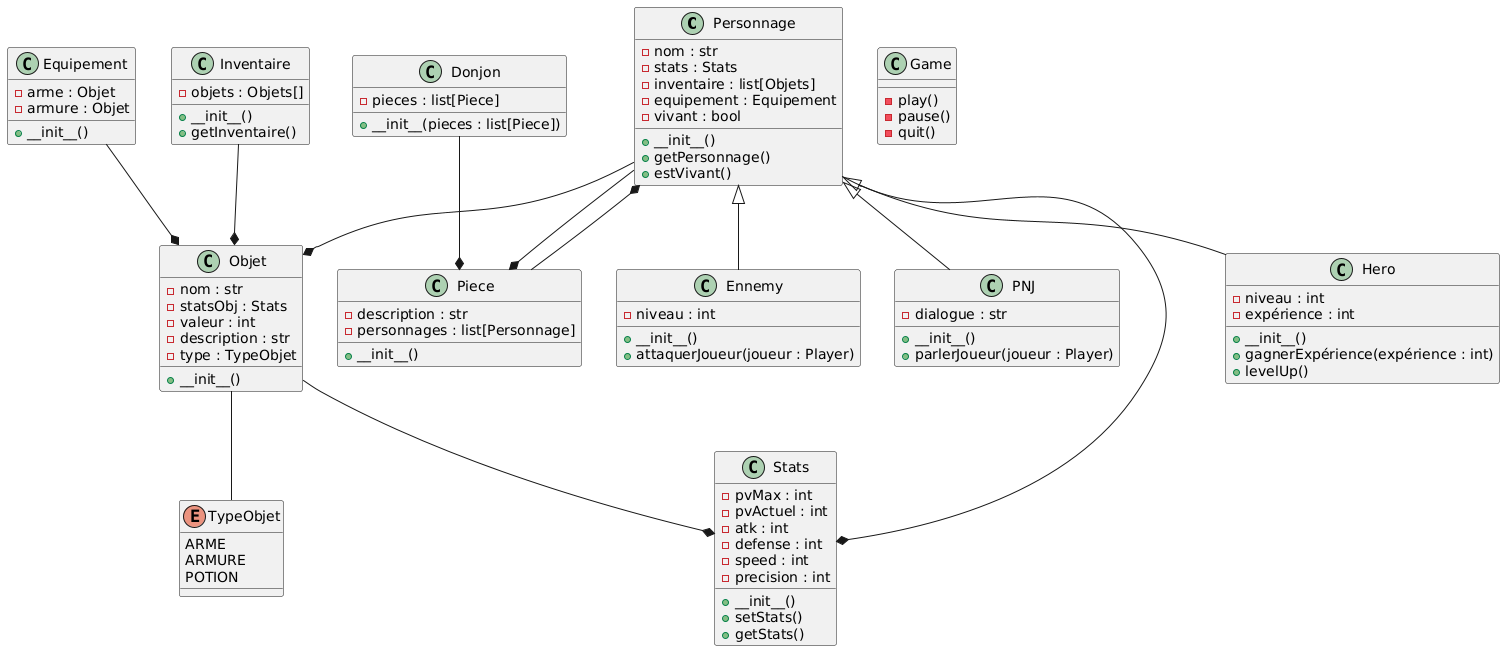 Equipement
arme : Objet
armure : Objet
__init__()
Inventaire
objets : Objets[]
__init__()
getInventaire()
Donjon
pieces : list[Piece]
__init__(pieces : list[Piece])
Personnage
nom : str
stats : Stats
inventaire : list[Objets]
equipement : Equipement
vivant : bool
__init__()
getPersonnage()
estVivant()
Game
play()
pause()
quit()
Objet
nom : str
statsObj : Stats
valeur : int
description : str
type : TypeObjet
__init__()
Piece
description : str
personnages : list[Personnage]
__init__()
Ennemy
niveau : int
__init__()
attaquerJoueur(joueur : Player)
PNJ
dialogue : str
__init__()
parlerJoueur(joueur : Player)
Hero
niveau : int
expérience : int
__init__()
gagnerExpérience(expérience : int)
levelUp()
TypeObjet
ARME
ARMURE
POTION
Stats
pvMax : int
pvActuel : int
atk : int
defense : int
speed : int
precision : int
__init__()
setStats()
getStats()